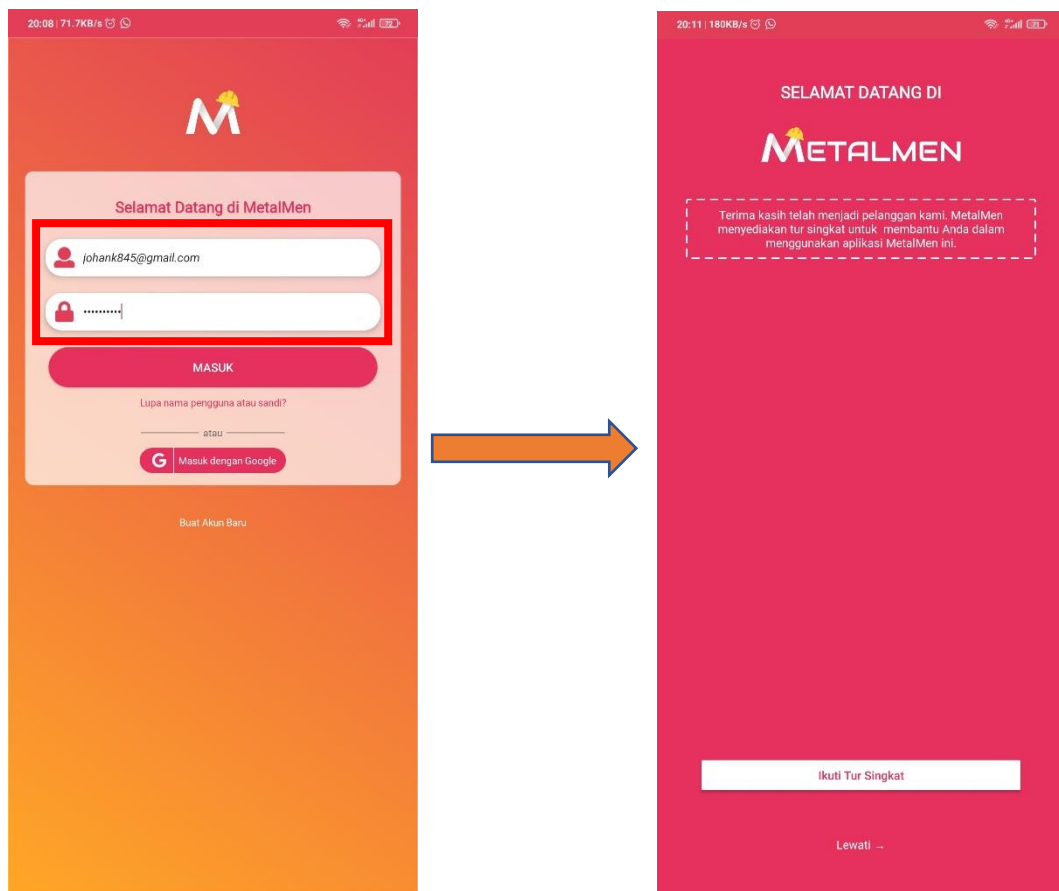 20:08 | 71.7KB/s
72
M
Selamat Datang di MetalMen
johank845@gmail.com
••••••••••
MASUK
Lupa nama pengguna atau sandi?
atau
G Masuk dengan Google
Buat Akun Baru
20:11 | 180KB/s
71
SELAMAT DATANG DI
METALMEN
Terima kasih telah menjadi pelanggan kami. MetalMen
menyediakan tur singkat untuk membantu Anda dalam
menggunakan aplikasi MetalMen ini.
Ikuti Tur Singkat
Lewati →